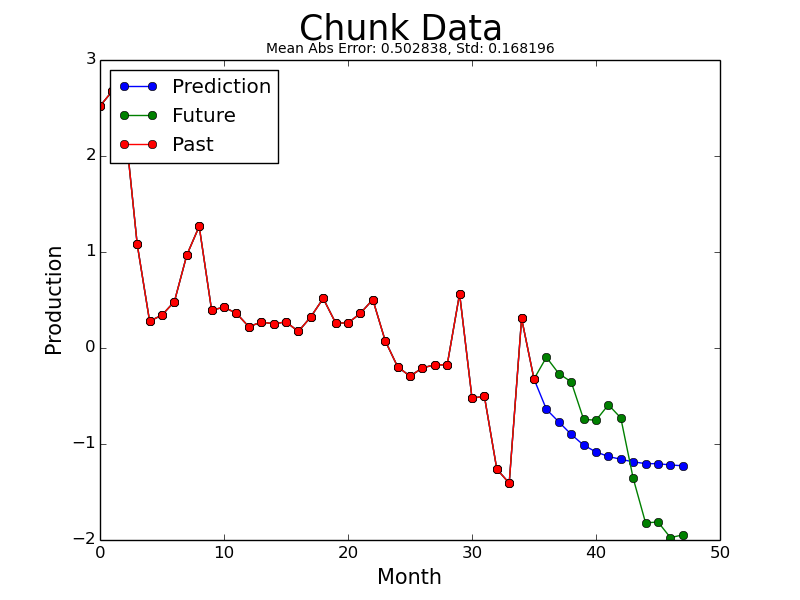 Chunk Data
Mean Abs Error: 0.502838, Std: 0.168196
3
2
1
0
−1
−2
Production
Prediction
Future
Past
0 10 20 30 40 50
Month